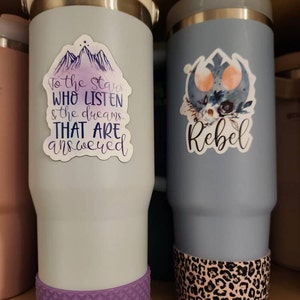 To the Stars
WHO LISTEN
& the dreams
THAT ARE
answered
Rebel